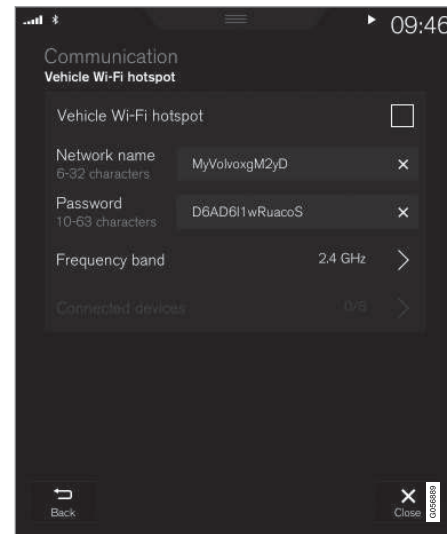 09:46
Communication
Vehicle Wi-Fi hotspot
Vehicle Wi-Fi hotspot
Network name
6-32 characters
MyVolvoxgM2yD
Password
10-63 characters
D6AD6I1wRuacoS
Frequency band 2.4 GHz
Connected devices 0/8
Back
Close
G056889